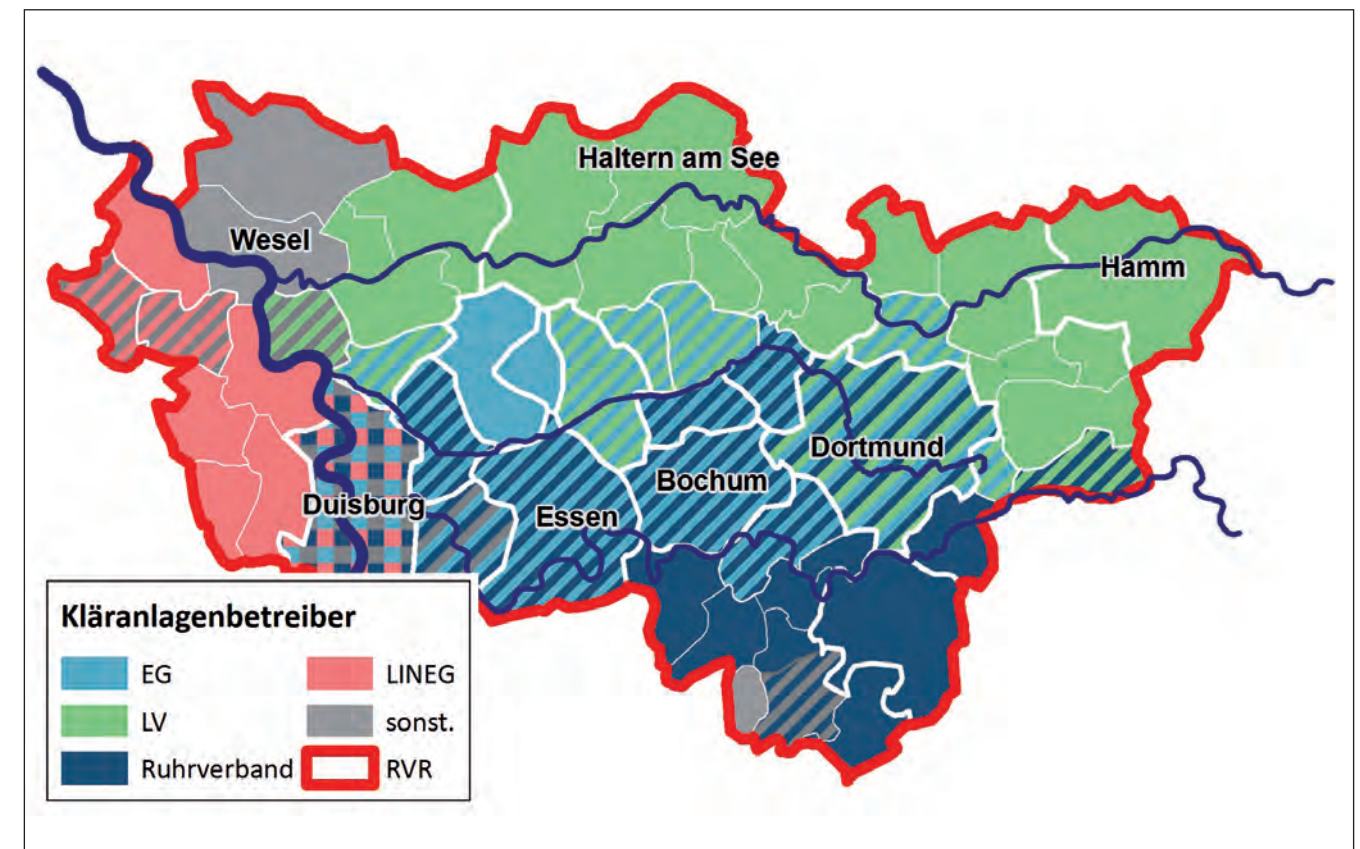 Haltern am See
Wesel
Hamm
Dortmund
Bochum
Duisburg
Essen
Kläranlagenbetreiber
EG
LINEG
LV
sonst.
Ruhrverband
RVR